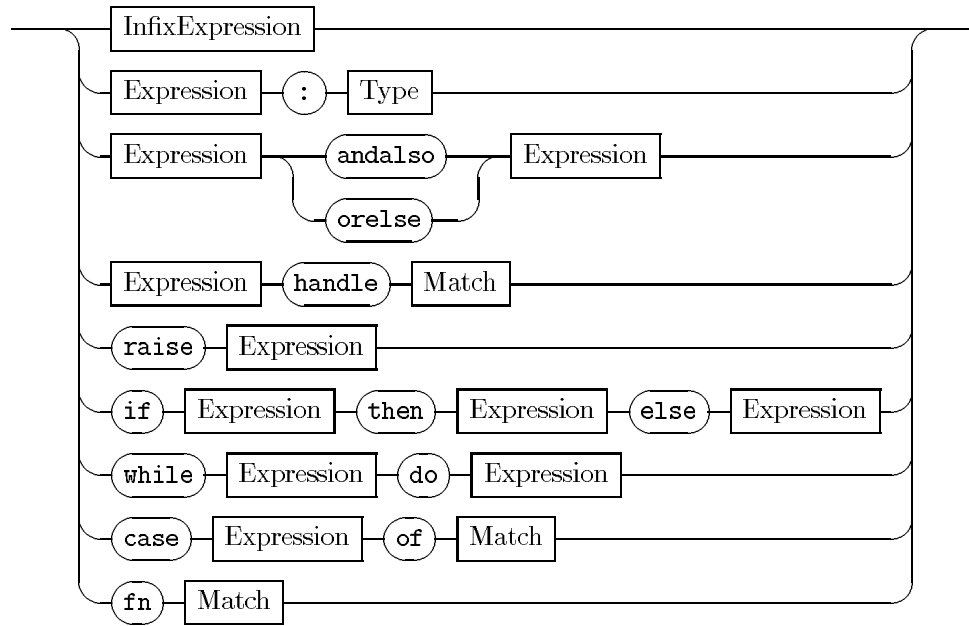 InfixExpression
Expression : Type
Expression andalso Expression
orelse
Expression handle Match
raise Expression
if Expression then Expression else Expression
while Expression do Expression
case Expression of Match
fn Match